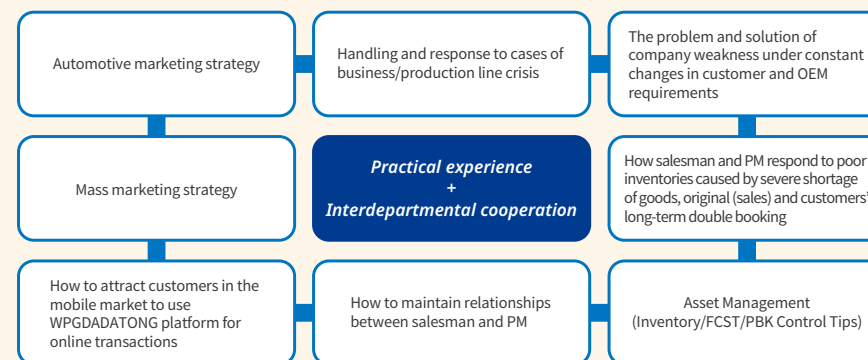 Automotive marketing strategy
Handling and response to cases of
business/production line crisis
The problem and solution of
company weakness under constant
changes in customer and OEM
requirements
Mass marketing strategy
Practical experience
+
Interdepartmental cooperation
How salesman and PM respond to poor
inventories caused by severe shortage
of goods, original (sales) and customers'
long-term double booking
How to attract customers in the
mobile market to use
WPGDADATONG platform for
online transactions
How to maintain relationships
between salesman and PM
Asset Management
(Inventory/FCST/PBK Control Tips)